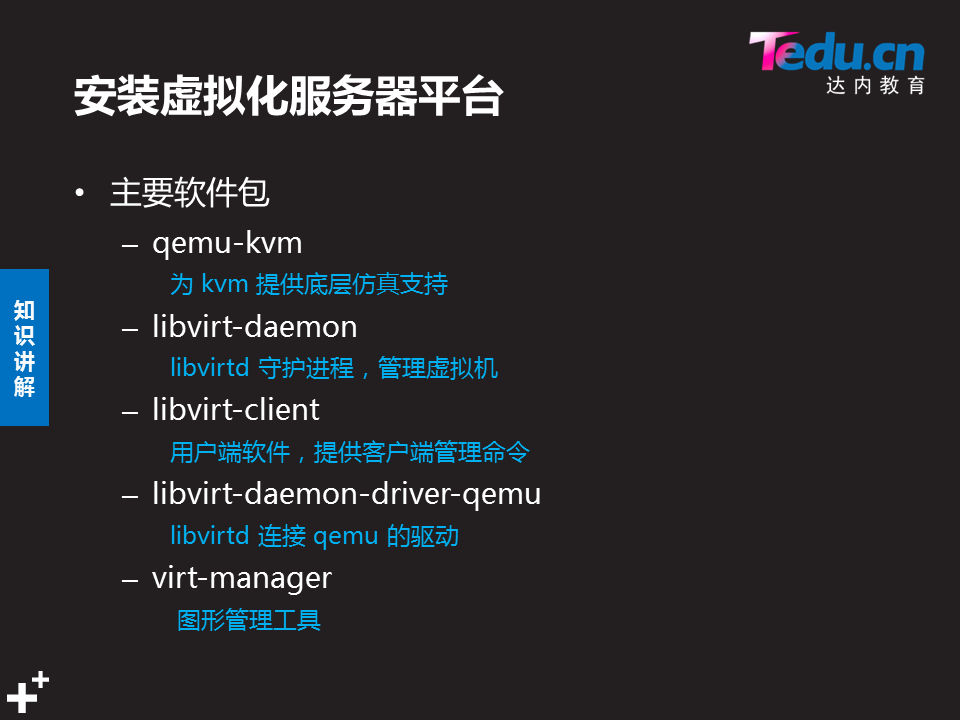 Tedu.cn
达内教育
安装虚拟化服务器平台
• 主要软件包
– qemu-kvm
为 kvm 提供底层仿真支持
– libvirt-daemon
libvirtd 守护进程，管理虚拟机
– libvirt-client
用户端软件，提供客户端管理命令
– libvirt-daemon-driver-qemu
libvirtd 连接 qemu 的驱动
– virt-manager
图形管理工具
知识讲解